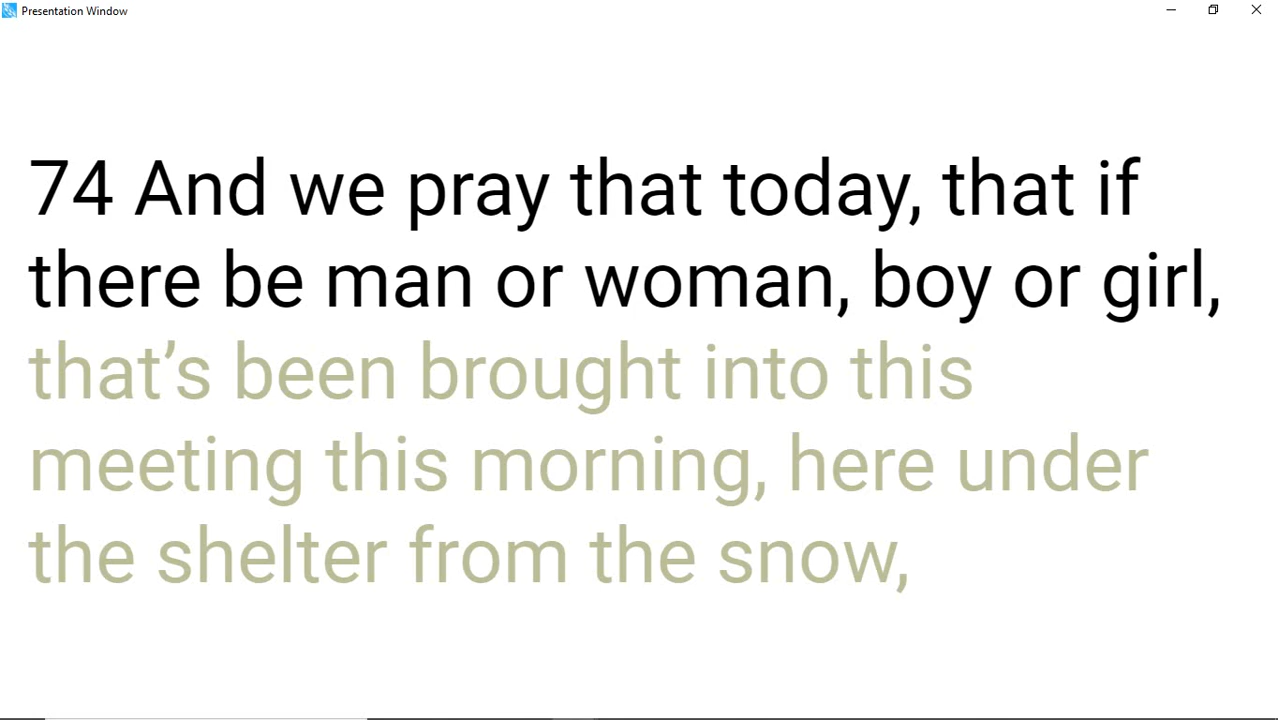 Presentation Window
74 And we pray that today, that if
there be man or woman, boy or girl,
that’s been brought into this
meeting this morning, here under
the shelter from the snow,